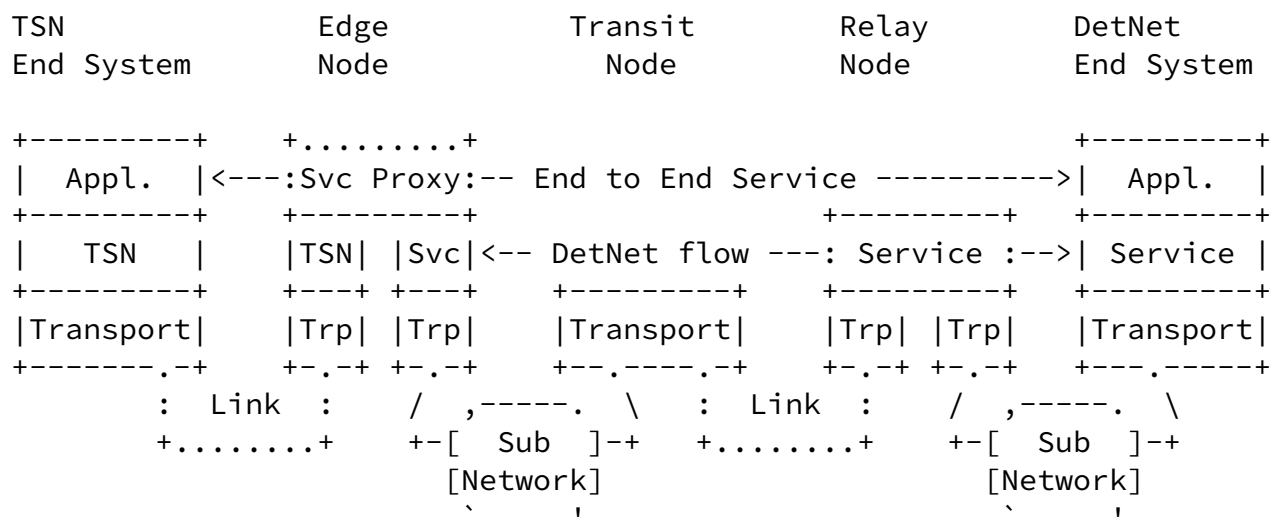 TSN Edge Transit Relay DetNet
End System Node Node Node End System
Appl. Svc Proxy End to End Service Appl.
TSN TSN Svc DetNet flow Service Service
Transport Trp Trp Transport Trp Trp Transport
Link Link
Sub Sub
Network Network